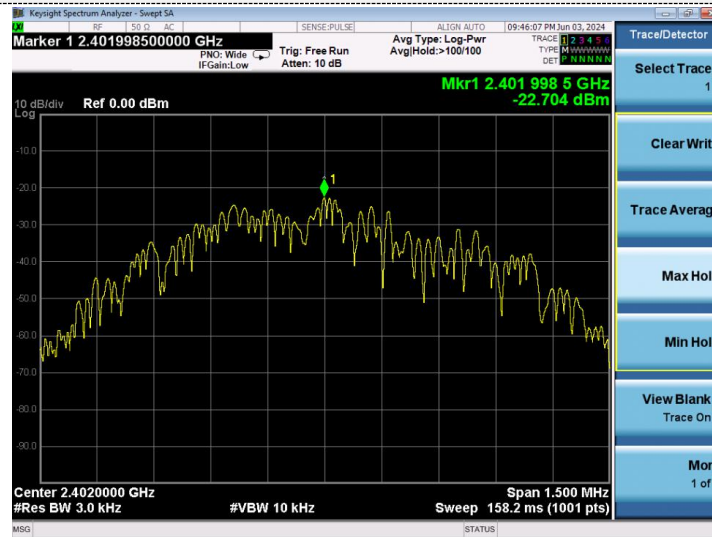 Keysight Spectrum Analyzer - Swept SA
LXI RF 50 Ω AC SENSE:PULSE ALIGN AUTO 09:46:07 PM Jun 03, 2024
Marker 1 2.401998500000 GHz
PNO: Wide
IFGain:Low
Trig: Free Run
Atten: 10 dB
Avg Type: Log-Pwr
Avg|Hold:>100/100
TRACE 1 2 3 4 5 6
TYPE M W W W W W
DET P N N N N N
Mkr1 2.401 998 5 GHz
-22.704 dBm
10 dB/div Ref 0.00 dBm
Log
1
-10.0
-20.0
-30.0
-40.0
-50.0
-60.0
-70.0
-80.0
-90.0
Center 2.4020000 GHz Span 1.500 MHz
#Res BW 3.0 kHz #VBW 10 kHz Sweep 158.2 ms (1001 pts)
MSG STATUS
Trace/Detector
Select Trace
1
Clear Writ
Trace Averag
Max Hol
Min Hol
View Blank
Trace On
Mor
1 of